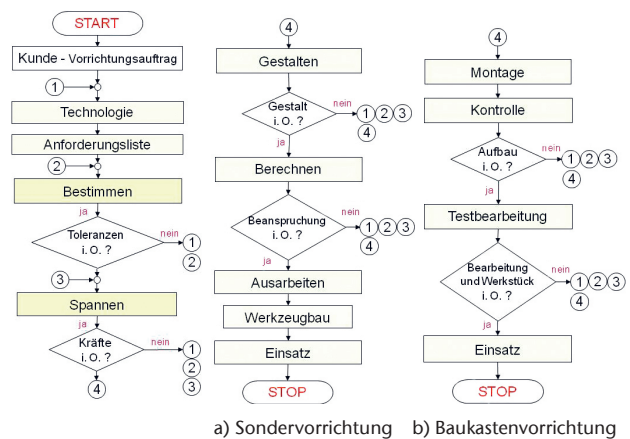 START
Kunde - Vorrichtungsauftrag
1
Technologie
Anforderungsliste
2
Bestimmen
ja
Toleranzen
i. O. ?
nein
1
2
3
Spannen
ja
Kräfte
i. O. ?
nein
1
2
3
4
4
Gestalten
Gestalt
i. O. ?
nein
1 2 3
4
ja
Berechnen
Beanspruchung
i. O. ?
nein
1 2 3
4
ja
Ausarbeiten
Werkzeugbau
Einsatz
STOP
a) Sondervorrichtung
4
Montage
Kontrolle
Aufbau
i. O. ?
nein
1 2 3
4
ja
Testbearbeitung
Bearbeitung
und Werkstück
i. O. ?
nein
1 2 3
4
ja
Einsatz
STOP
b) Baukastenvorrichtung